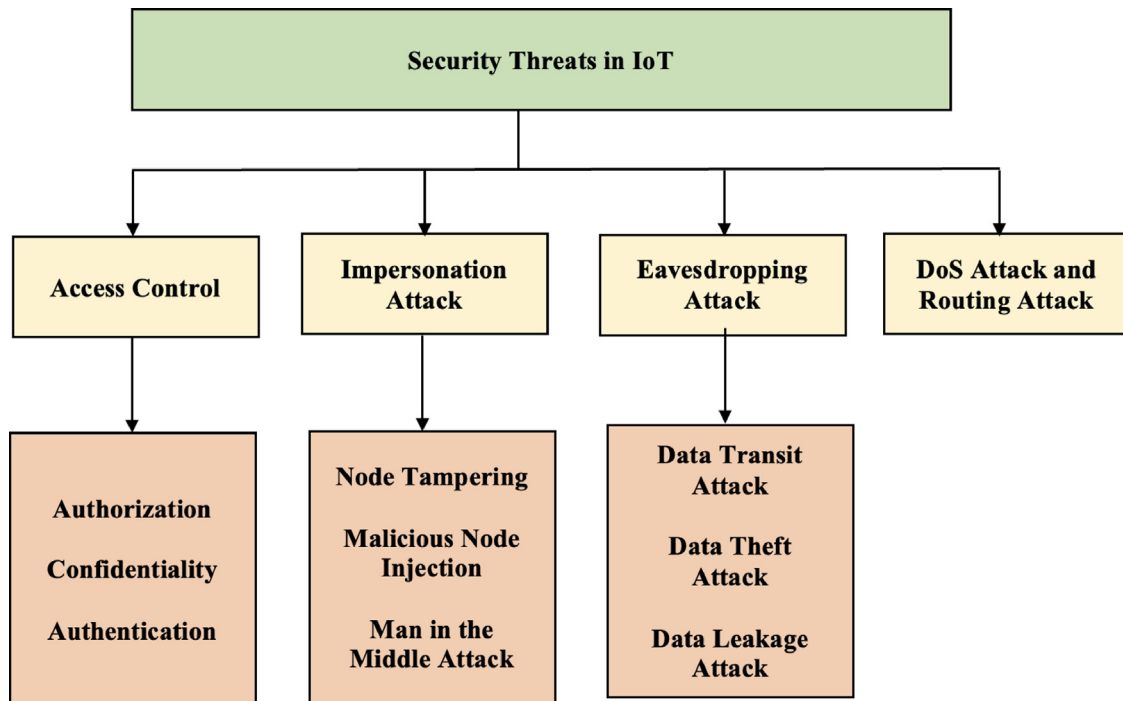 Security Threats in IoT
Access Control
Impersonation
Attack
Eavesdropping
Attack
DoS Attack and
Routing Attack
Authorization
Confidentiality
Authentication
Node Tampering
Malicious Node
Injection
Man in the
Middle Attack
Data Transit
Attack
Data Theft
Attack
Data Leakage
Attack